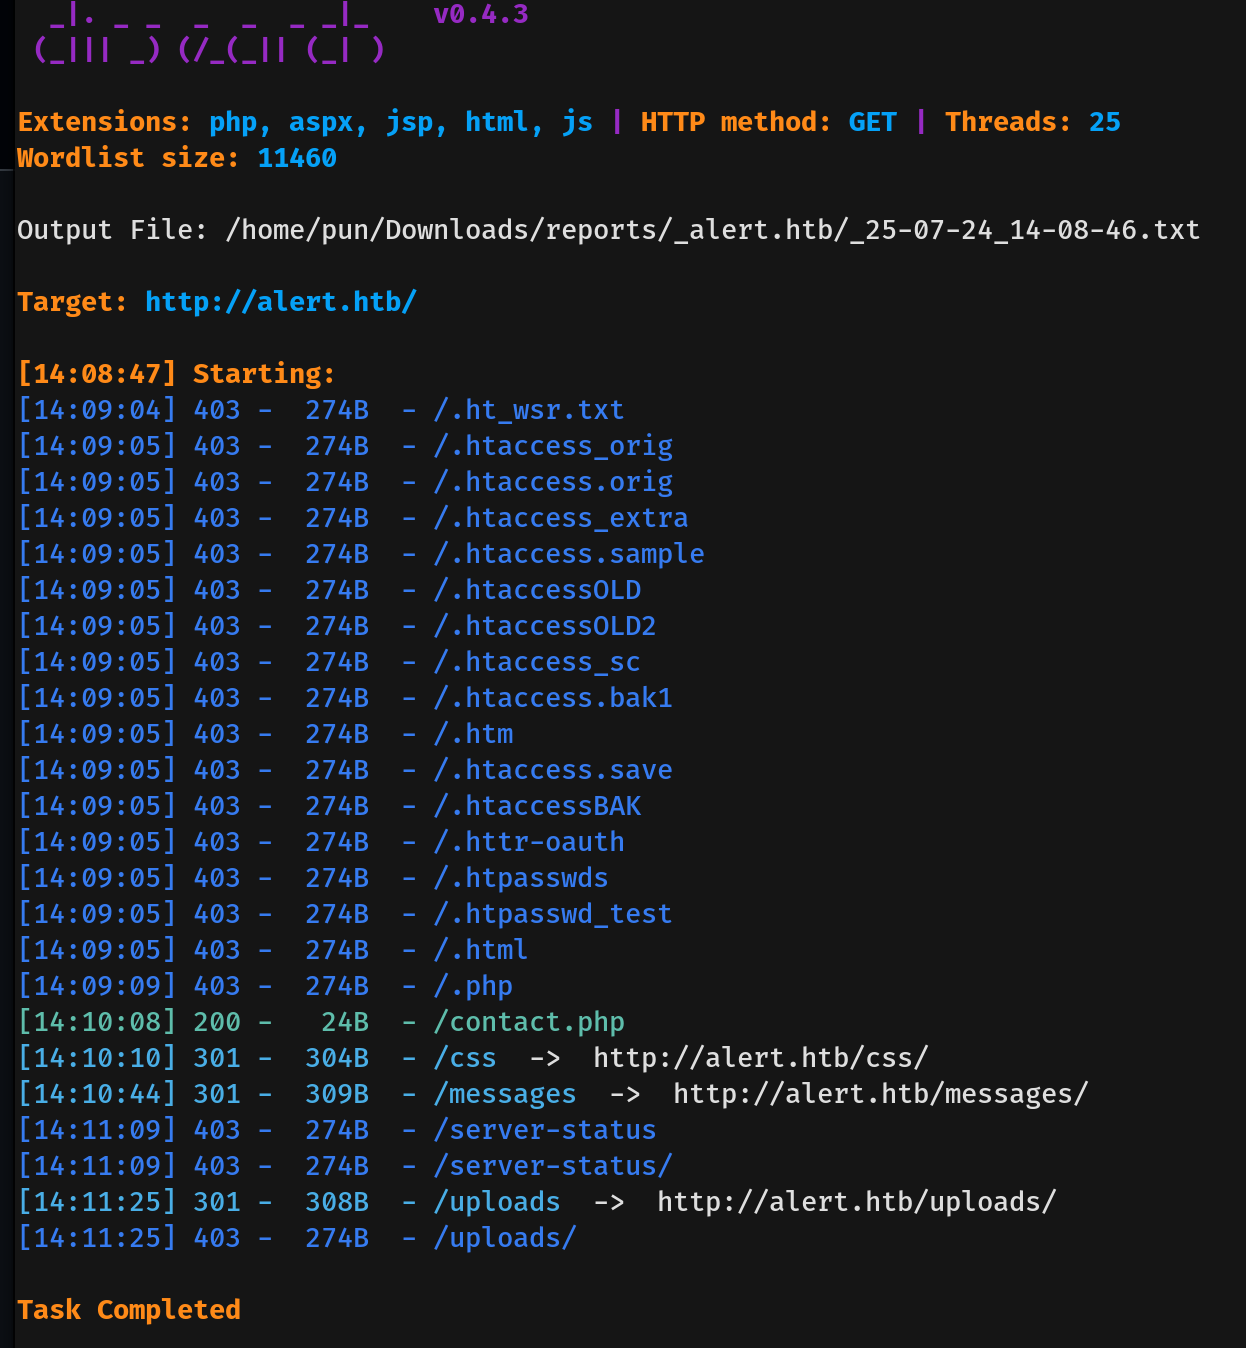 _|. _ _  _  _  _ _|_    v0.4.3
(_||| _) (/_(_|| (_| )
Extensions: php, aspx, jsp, html, js | HTTP method: GET | Threads: 25
Wordlist size: 11460
Output File: /home/pun/Downloads/reports/_alert.htb/_25-07-24_14-08-46.txt
Target: http://alert.htb/
[14:08:47] Starting:
[14:09:04] 403 -  274B  - /.ht_wsr.txt
[14:09:05] 403 -  274B  - /.htaccess_orig
[14:09:05] 403 -  274B  - /.htaccess.orig
[14:09:05] 403 -  274B  - /.htaccess_extra
[14:09:05] 403 -  274B  - /.htaccess.sample
[14:09:05] 403 -  274B  - /.htaccessOLD
[14:09:05] 403 -  274B  - /.htaccessOLD2
[14:09:05] 403 -  274B  - /.htaccess_sc
[14:09:05] 403 -  274B  - /.htaccess.bak1
[14:09:05] 403 -  274B  - /.htm
[14:09:05] 403 -  274B  - /.htaccess.save
[14:09:05] 403 -  274B  - /.htaccessBAK
[14:09:05] 403 -  274B  - /.httr-oauth
[14:09:05] 403 -  274B  - /.htpasswds
[14:09:05] 403 -  274B  - /.htpasswd_test
[14:09:05] 403 -  274B  - /.html
[14:09:09] 403 -  274B  - /.php
[14:10:08] 200 -   24B  - /contact.php
[14:10:10] 301 -  304B  - /css  ->  http://alert.htb/css/
[14:10:44] 301 -  309B  - /messages  ->  http://alert.htb/messages/
[14:11:09] 403 -  274B  - /server-status
[14:11:09] 403 -  274B  - /server-status/
[14:11:25] 301 -  308B  - /uploads  ->  http://alert.htb/uploads/
[14:11:25] 403 -  274B  - /uploads/
Task Completed